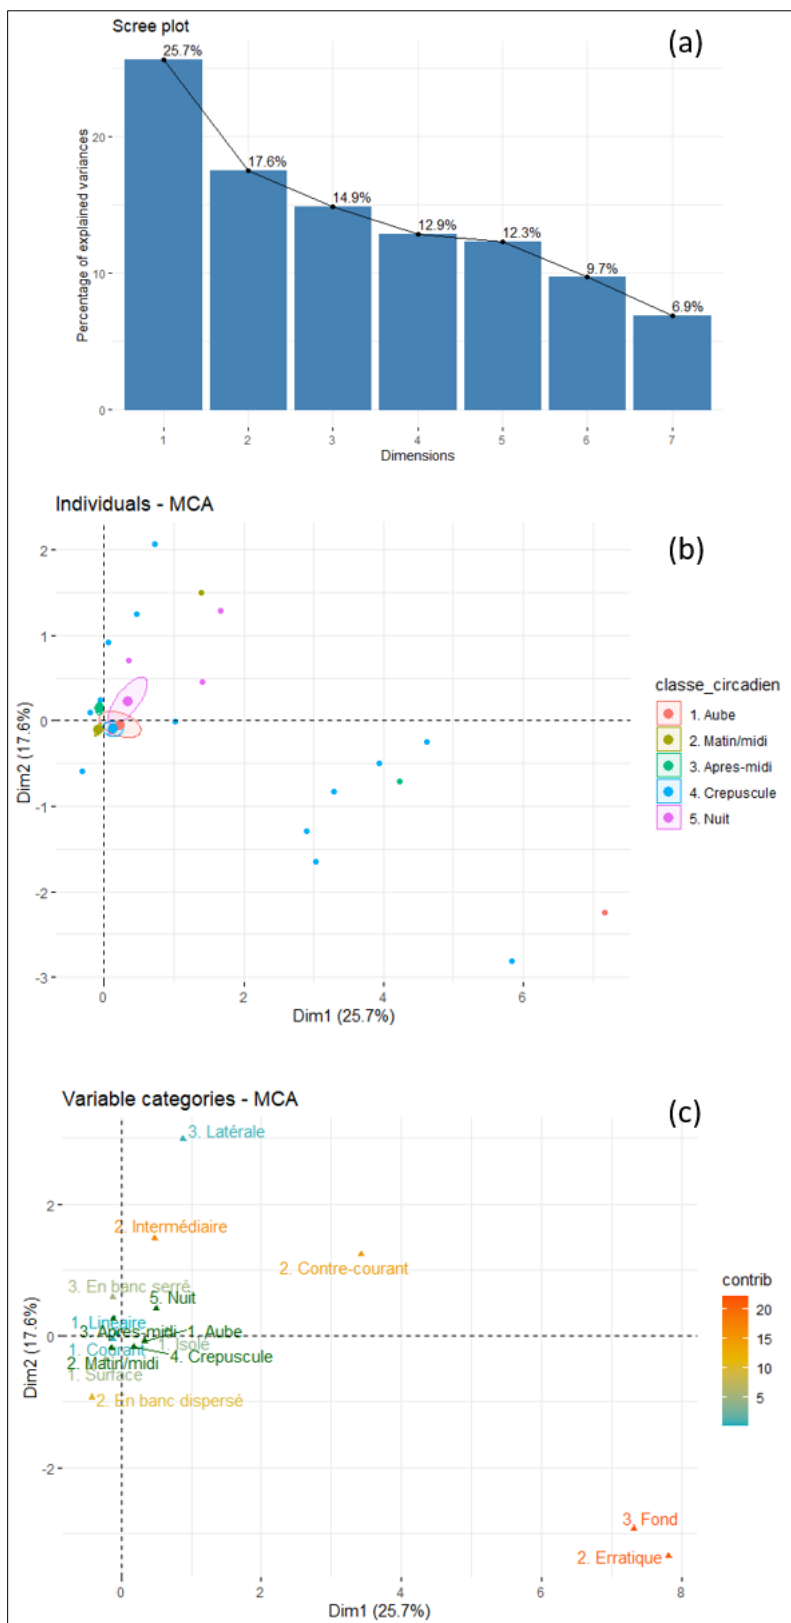 Scree plot
(a)
25.7%
17.6%
14.9%
12.9%
12.3%
9.7%
6.9%
Percentage of explained variances
20
10
0
1 2 3 4 5 6 7
Dimensions
Individuals - MCA
(b)
2
1
0
-1
-2
-3
Dim2 (17.6%)
0 2 4 6
Dim1 (25.7%)
classe_circadien
1. Aube
2. Matin/midi
3. Apres-midi
4. Crepuscule
5. Nuit
Variable categories - MCA
(c)
3. Latérale
2. Intermédiaire
2. Contre-courant
3. En banc serré
5. Nuit
1. Linéaire
3. Apres-midi
1. Aube
1. Isolé
1. Courant
4. Crepuscule
2. Matin/midi
1. Surface
2. En banc dispersé
3. Fond
2. Erratique
2
0
-2
Dim2 (17.6%)
0 2 4 6 8
Dim1 (25.7%)
contrib
20
15
10
5